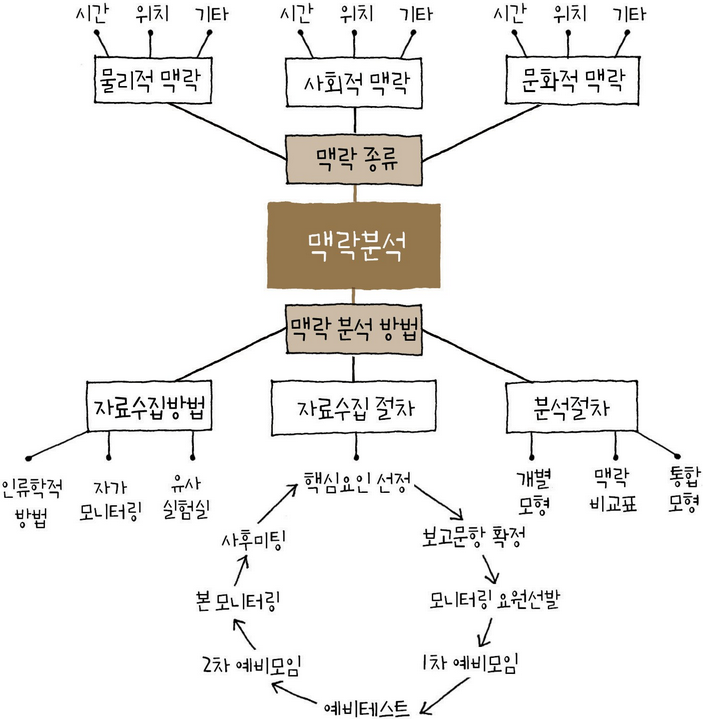 시간 위치 기타 시간 위치 기타 시간 위치 기타
물리적 맥락 사회적 맥락 문화적 맥락
맥락 종류
맥락분석
맥락 분석 방법
자료수집방법 자료수집 절차 분석절차
인류학적
방법
자가
모니터링
유사
실험실
핵심요인 선정
개별
모형
맥락
비교표
통합
모형
사후미팅 보고문항 확정
본 모니터링 모니터링 요원선발
2차 예비모임 1차 예비모임
예비테스트